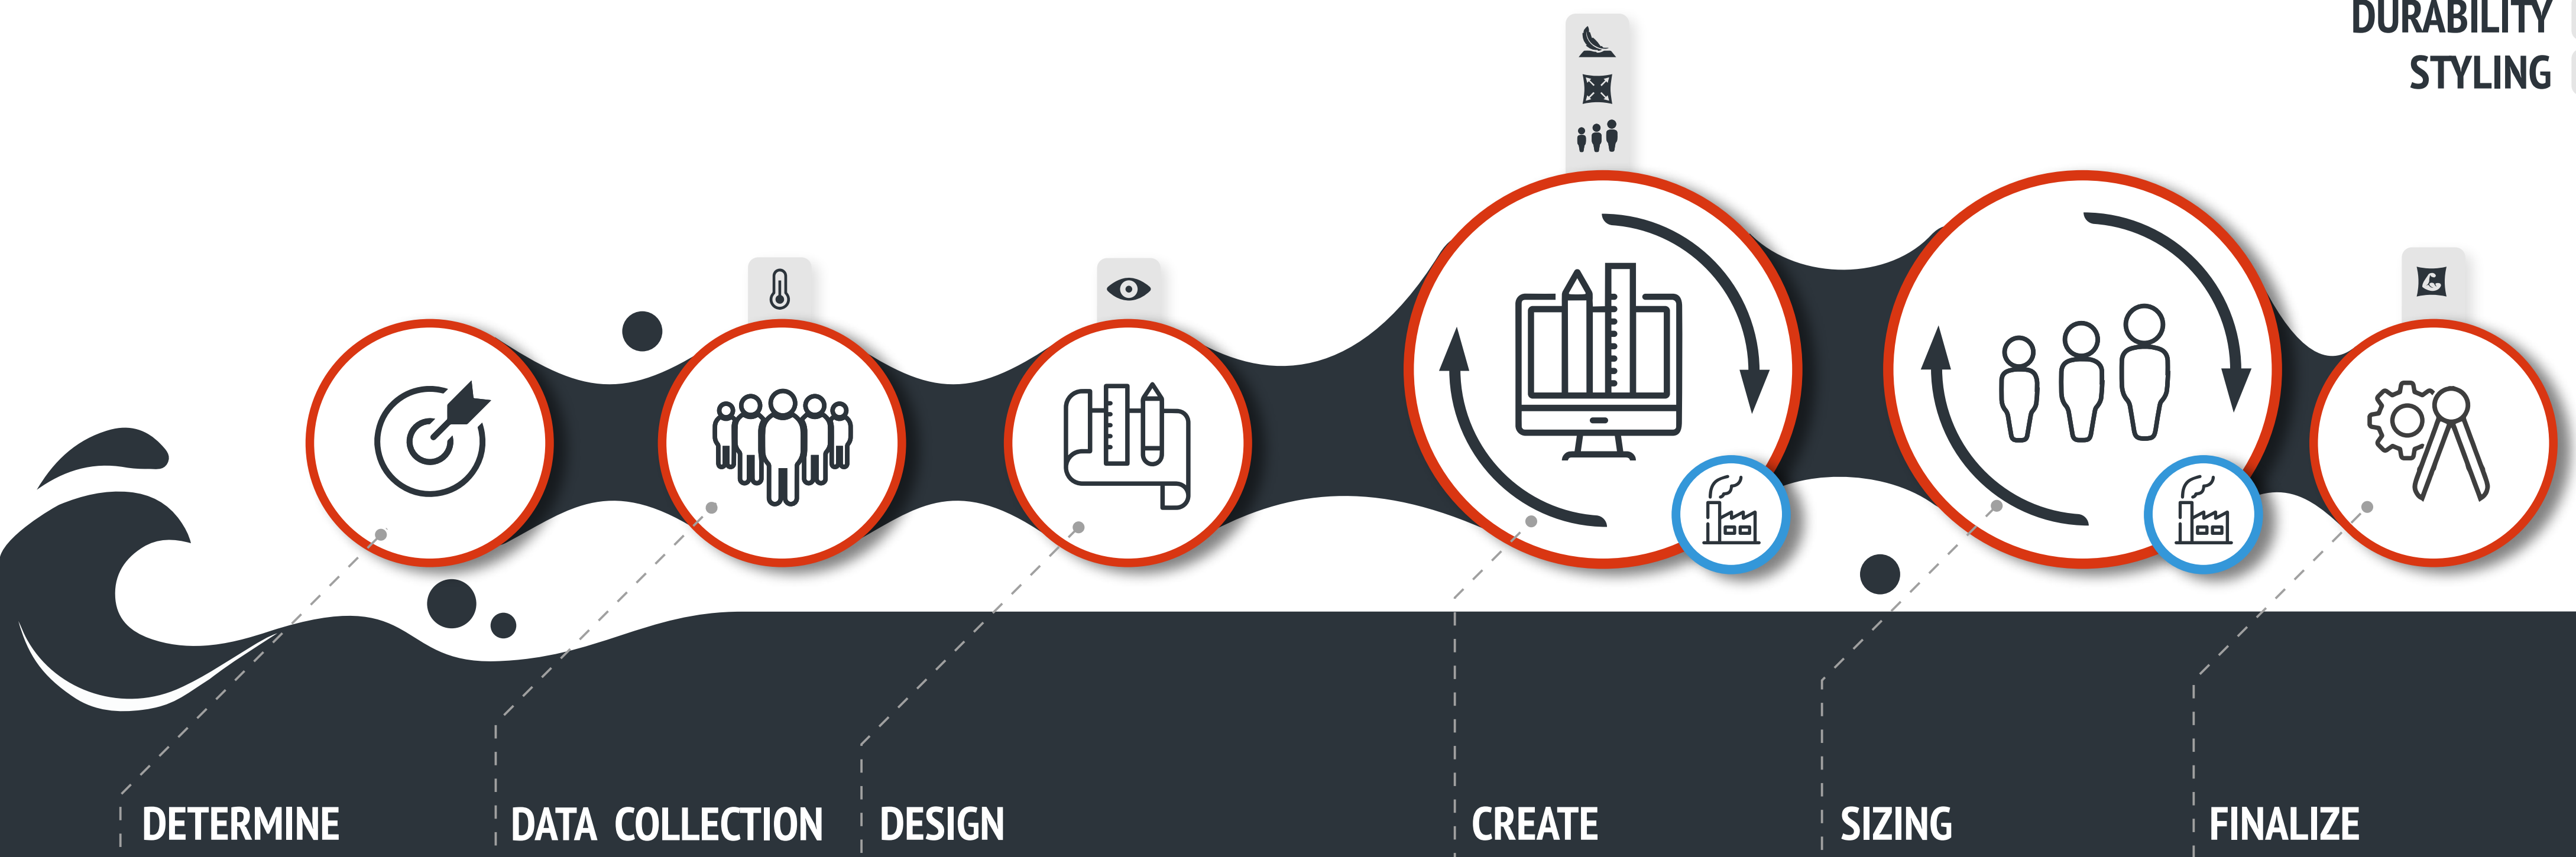 DURABILITY
STYLING
DETERMINE
DATA COLLECTION
DESIGN
CREATE
SIZING
FINALIZE